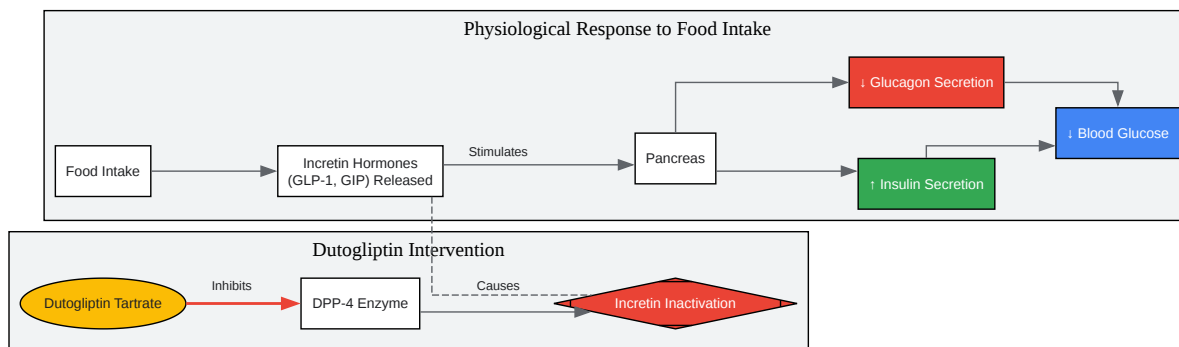 Physiological Response to Food Intake
↓ Glucagon Secretion
↓ Blood Glucose
Food Intake
Incretin Hormones
(GLP-1, GIP) Released
Stimulates
Pancreas
↑ Insulin Secretion
Dutogliptin Intervention
Dutogliptin Tartrate
Inhibits
DPP-4 Enzyme
Causes
Incretin Inactivation